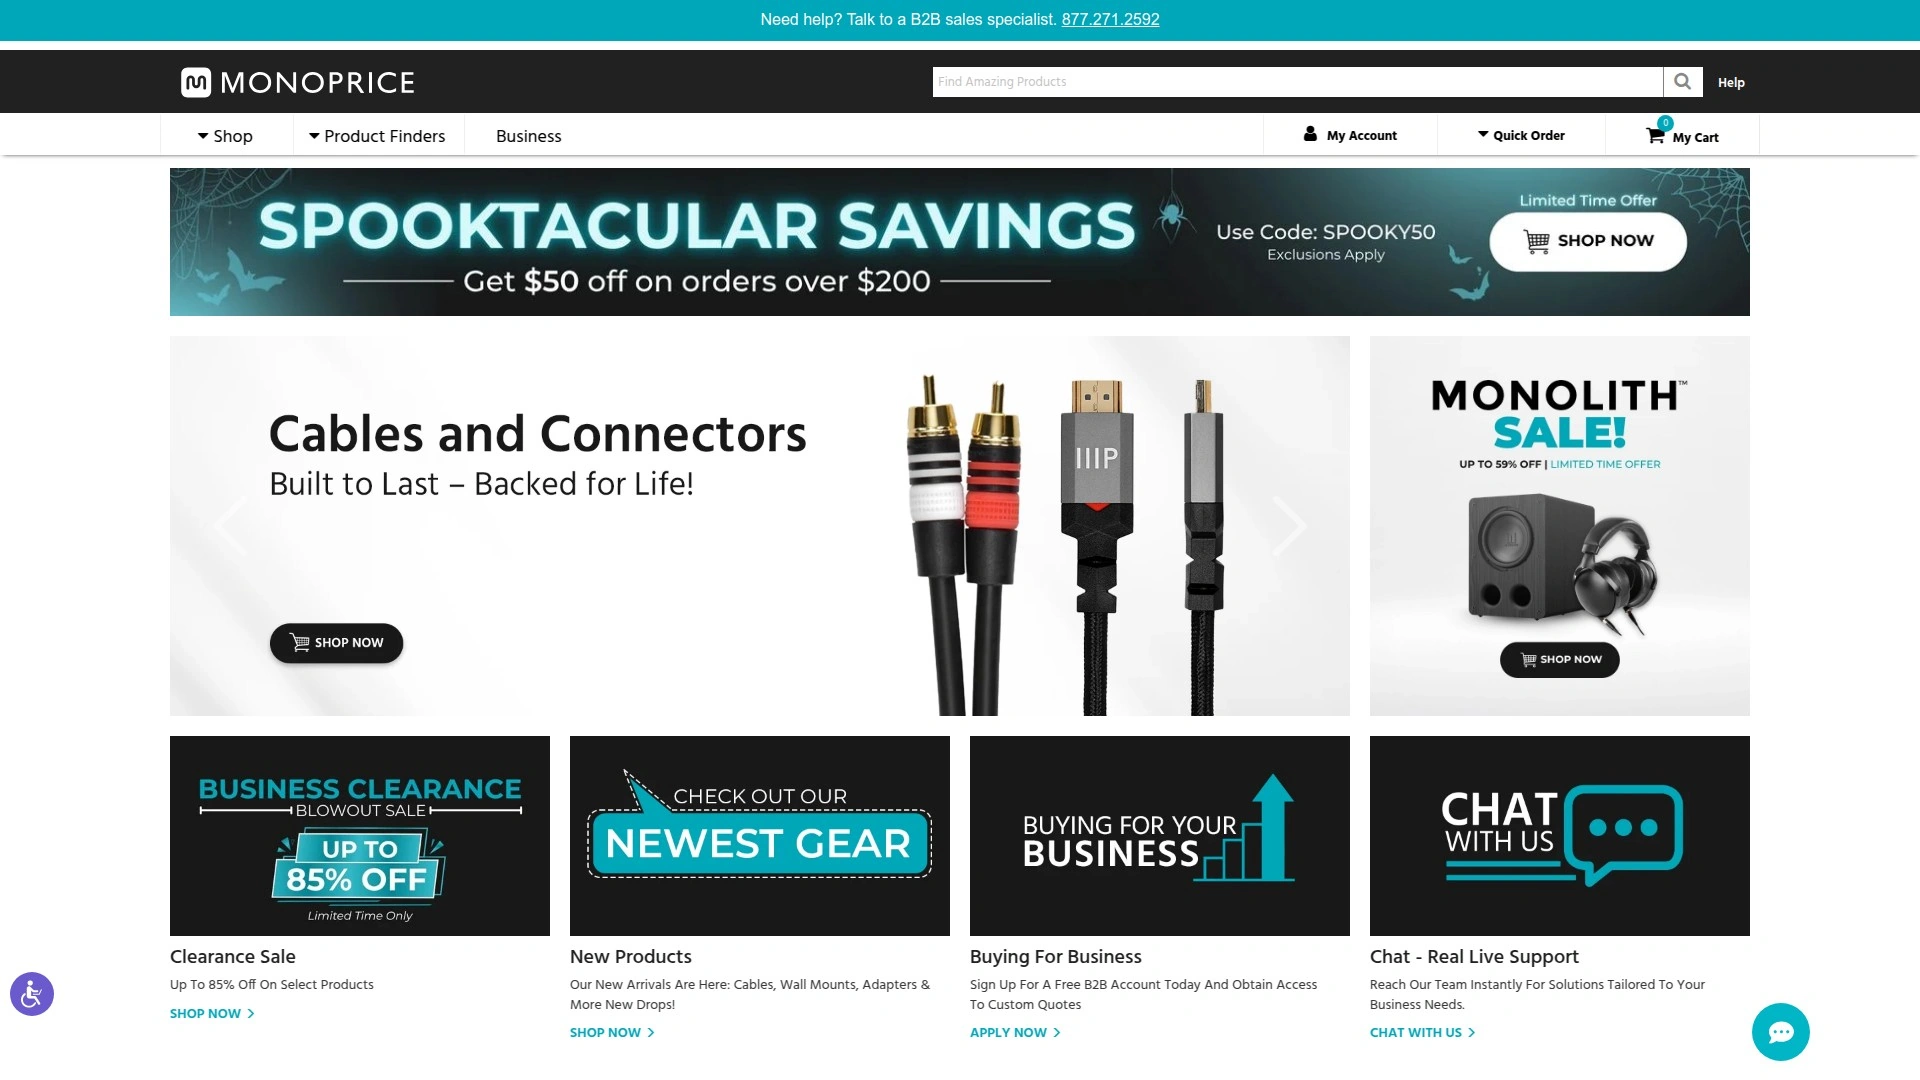 Need help? Talk to a B2B sales specialist. 877.271.2592
MONOPRICE
Find Amazing Products
Help
Shop
Product Finders
Business
My Account
Quick Order
0
My Cart
SPOOKTACULAR SAVINGS
Get $50 off on orders over $200
Use Code: SPOOKY50
Exclusions Apply
Limited Time Offer
SHOP NOW
Cables and Connectors
Built to Last – Backed for Life!
SHOP NOW
IIIP
MONOLITH™
SALE!
UP TO 59% OFF | LIMITED TIME OFFER
SHOP NOW
BUSINESS CLEARANCE
BLOWOUT SALE
UP TO
85% OFF
Limited Time Only
CHECK OUT OUR
NEWEST GEAR
BUYING FOR YOUR
BUSINESS
CHAT
WITH US
Clearance Sale
Up To 85% Off On Select Products
SHOP NOW
New Products
Our New Arrivals Are Here: Cables, Wall Mounts, Adapters &
More New Drops!
SHOP NOW
Buying For Business
Sign Up For A Free B2B Account Today And Obtain Access
To Custom Quotes
APPLY NOW
Chat - Real Live Support
Reach Our Team Instantly For Solutions Tailored To Your
Business Needs.
CHAT WITH US